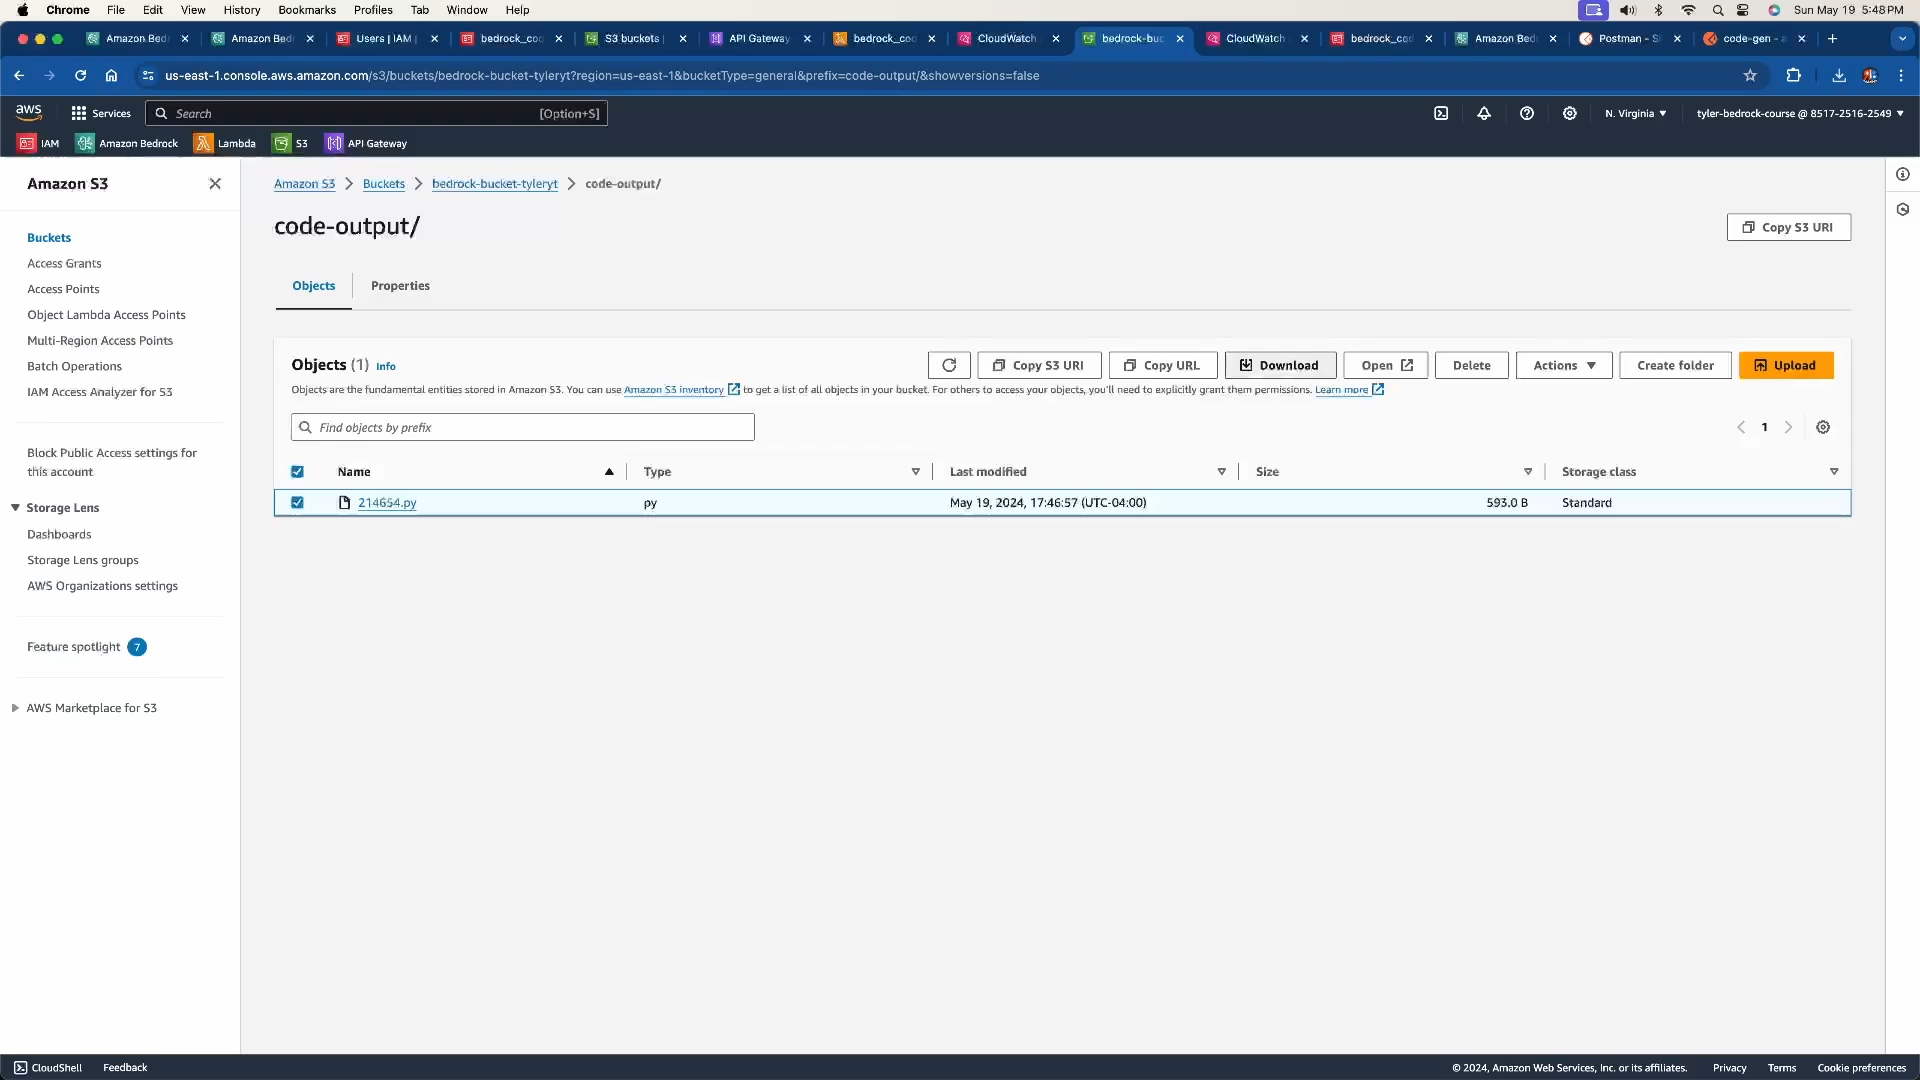 Chrome File Edit View History Bookmarks Profiles Tab Window Help Sun May 19 5:48 PM
Amazon Bed Amazon Bed Users | IAM bedrock_co S3 buckets API Gateway bedrock_co CloudWatch bedrock-buc CloudWatch bedrock_co Amazon Bed Postman - S code-gen - a
us-east-1.console.aws.amazon.com/s3/buckets/bedrock-bucket-tyleryt?region=us-east-1&bucketType=general&prefix=code-output/&showversions=false
aws Services Search [Option+S] N. Virginia tyler-bedrock-course @ 8517-2516-2549
IAM Amazon Bedrock Lambda S3 API Gateway
Amazon S3
Buckets
Access Grants
Access Points
Object Lambda Access Points
Multi-Region Access Points
Batch Operations
IAM Access Analyzer for S3
Block Public Access settings for
this account
Storage Lens
Dashboards
Storage Lens groups
AWS Organizations settings
Feature spotlight 7
AWS Marketplace for S3
Amazon S3 Buckets bedrock-bucket-tyleryt code-output/
code-output/
Copy S3 URI
Objects Properties
Objects (1) Info
Copy S3 URI Copy URL Download Open Delete Actions Create folder Upload
Objects are the fundamental entities stored in Amazon S3. You can use Amazon S3 inventory to get a list of all objects in your bucket. For others to access your objects, you'll need to explicitly grant them permissions. Learn more
Find objects by prefix
1
Name Type Last modified Size Storage class
214654.py py May 19, 2024, 17:46:57 (UTC-04:00) 593.0 B Standard
CloudShell Feedback © 2024, Amazon Web Services, Inc. or its affiliates. Privacy Terms Cookie preferences